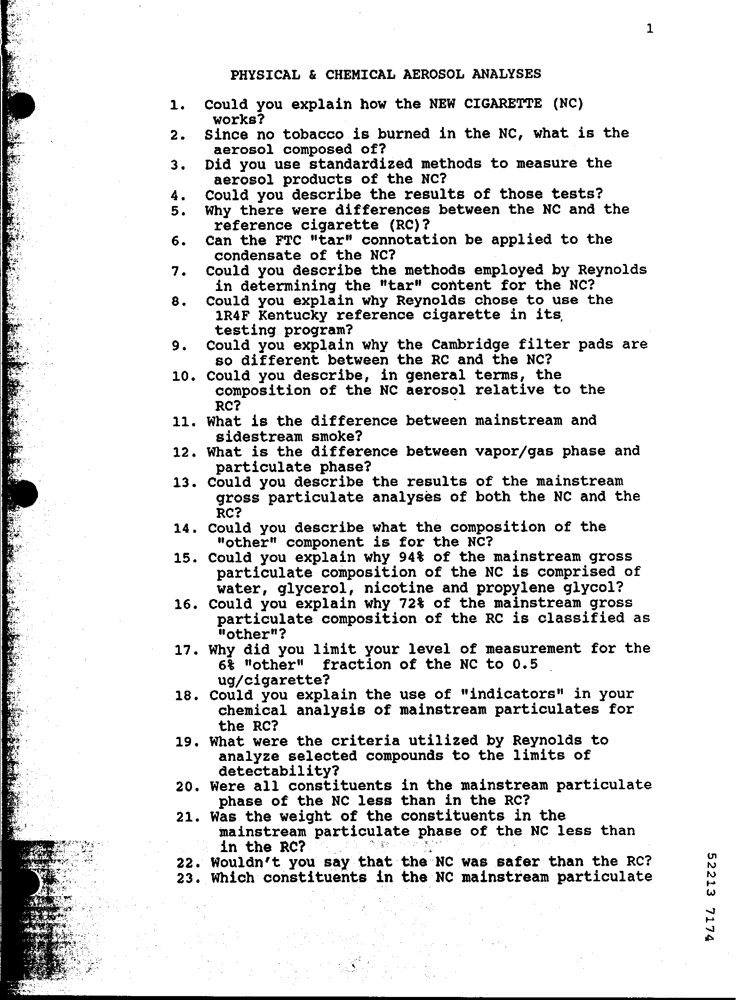 1
PHYSICAL & CHEMICAL AEROSOL ANALYSES
1. Could you explain how the NEW CIGARETTE (NC)
works?
2. Since no tobacco is burned in the NC, what is the
aerosol composed of?
3. Did you use standardized methods to measure the
aerosol products of the NC?
4. Could you describe the results of those tests?
5. Why there were differences between the NC and the
reference cigarette (RC)?
6. Can the FTC "tar" connotation be applied to the
condensate of the NC?
7. Could you describe the methods employed by Reynolds
in determining the "tar" content for the NC?
8. Could you explain why Reynolds chose to use the
1R4F Kentucky reference cigarette in its
testing program?
9. Could you explain why the Cambridge filter pads are
so different between the RC and the NC?
10. Could you describe, in general terms, the
composition of the NC aerosol relative to the
RC?
11. What is the difference between mainstream and
sidestream smoke?
12. What is the difference between vapor/gas phase and
particulate phase?
13. Could you describe the results of the mainstream
gross particulate analyses of both the NC and the
RC?
14. Could you describe what the composition of the
"other" component is for the NC?
15. Could you explain why 94% of the mainstream gross
particulate composition of the NC is comprised of
water, glycerol, nicotine and propylene glycol?
16. Could you explain why 72% of the mainstream gross
particulate composition of the RC is classified as
"other"?
17. Why did you limit your level of measurement for the
6% "other" fraction of the NC to 0.5
ug/cigarette?
18. Could you explain the use of "indicators" in your
chemical analysis of mainstream particulates for
the RC?
19. What were the criteria utilized by Reynolds to
analyze selected compounds to the limits of
detectability?
20. Were all constituents in the mainstream particulate
phase of the NC less than in the RC?
21. Was the weight of the constituents in the
mainstream particulate phase of the NC less than
in the RC?
22. Wouldn't you say that the NC was safer than the RC?
23. Which constituents in the NC mainstream particulate
52213 7174